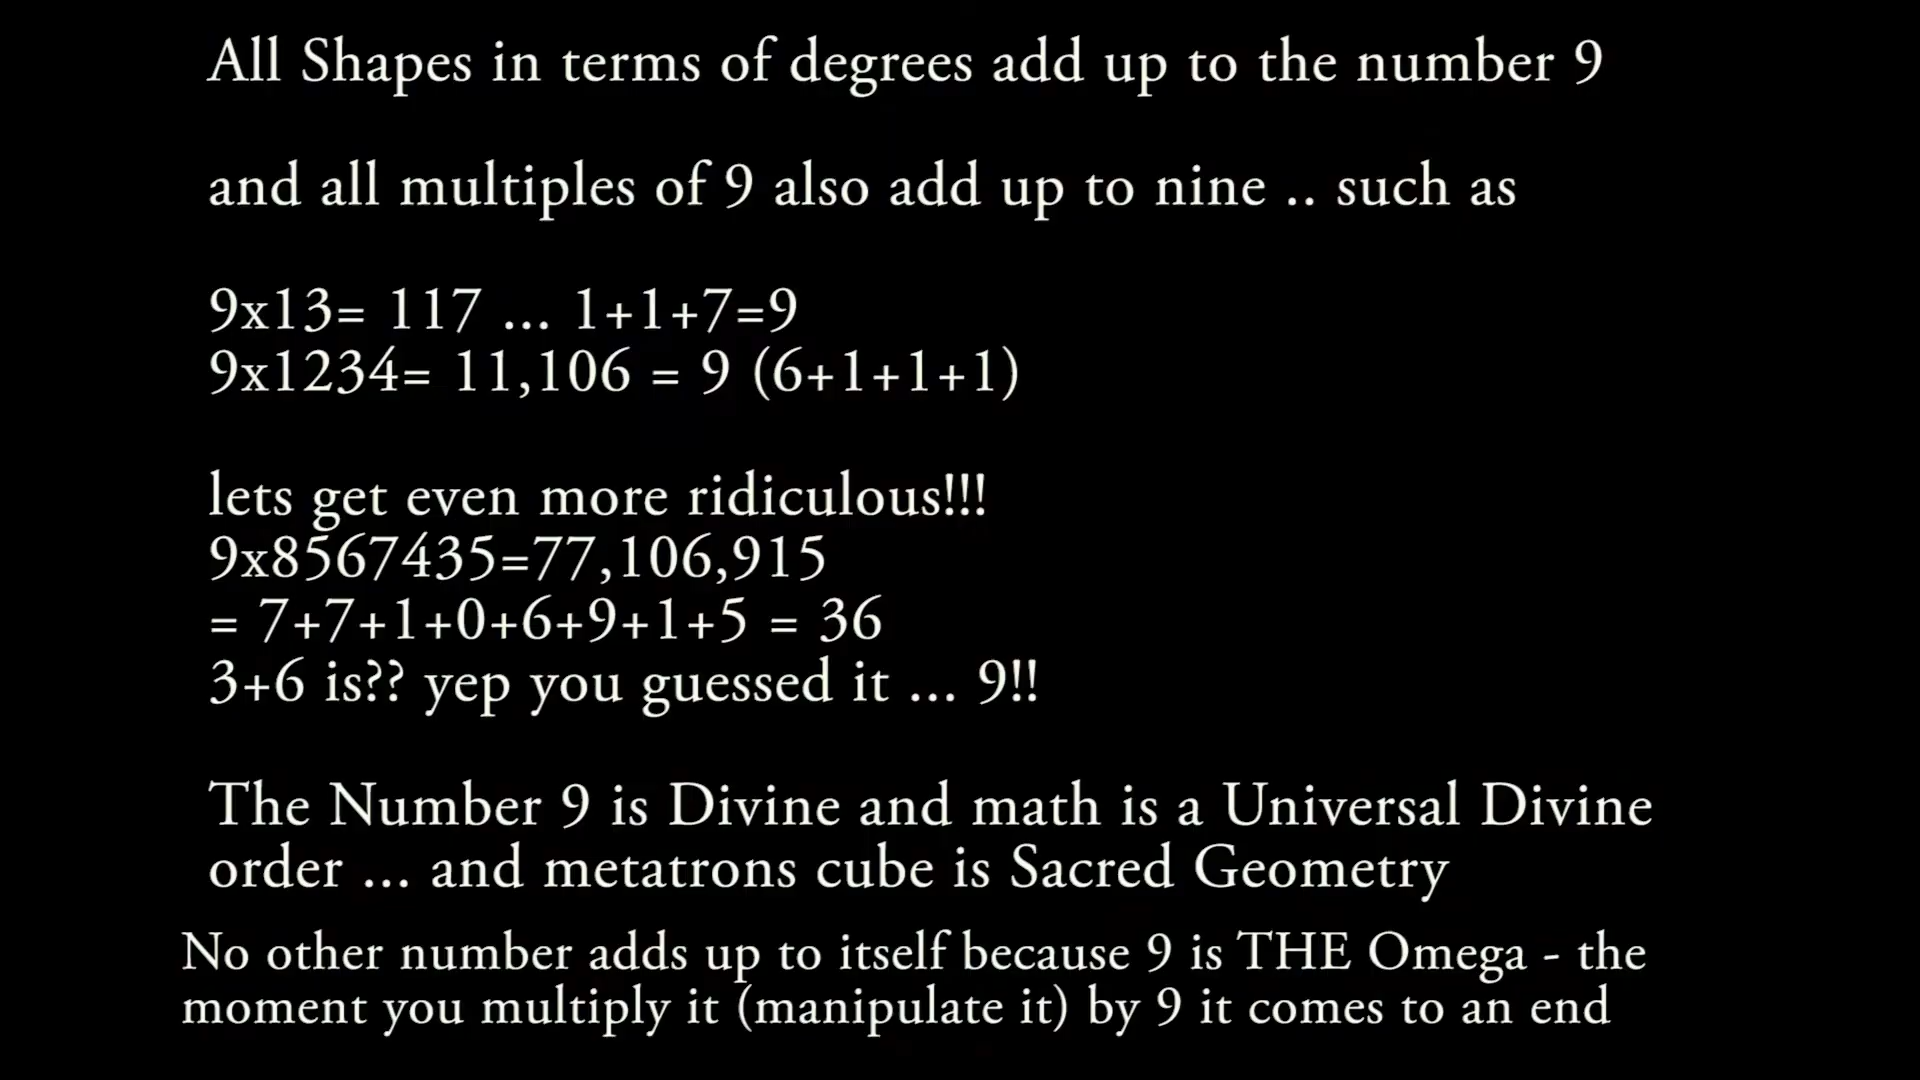 All Shapes in terms of degrees add up to the number 9
and all multiples of 9 also add up to nine .. such as
9x13= 117 ... 1+1+7=9
9x1234= 11,106 = 9 (6+1+1+1)
lets get even more ridiculous!!!
9x8567435=77,106,915
= 7+7+1+0+6+9+1+5 = 36
3+6 is?? yep you guessed it ... 9!!
The Number 9 is Divine and math is a Universal Divine
order ... and metatrons cube is Sacred Geometry
No other number adds up to itself because 9 is THE Omega - the
moment you multiply it (manipulate it) by 9 it comes to an end